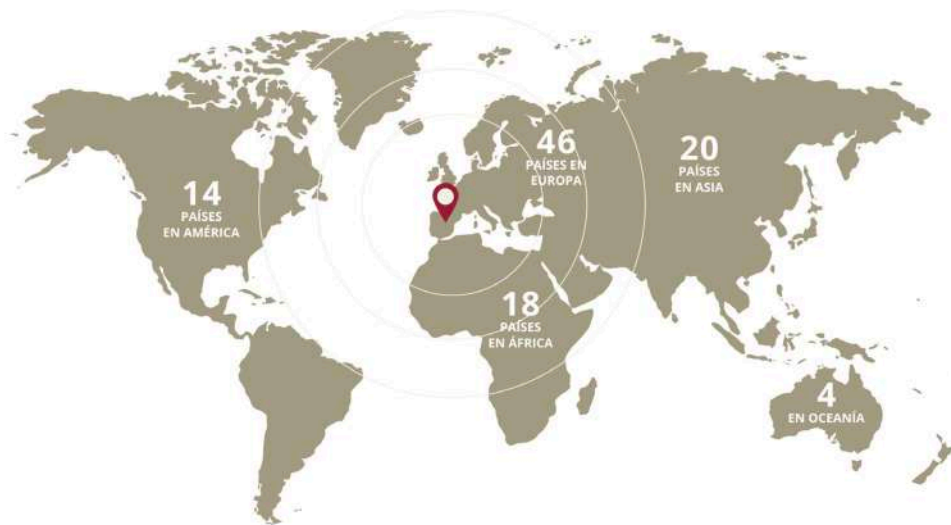 14
PAÍSES
EN AMÉRICA
46
PAÍSES EN
EUROPA
20
PAÍSES
EN ASIA
18
PAÍSES
EN ÁFRICA
4
EN OCEANÍA